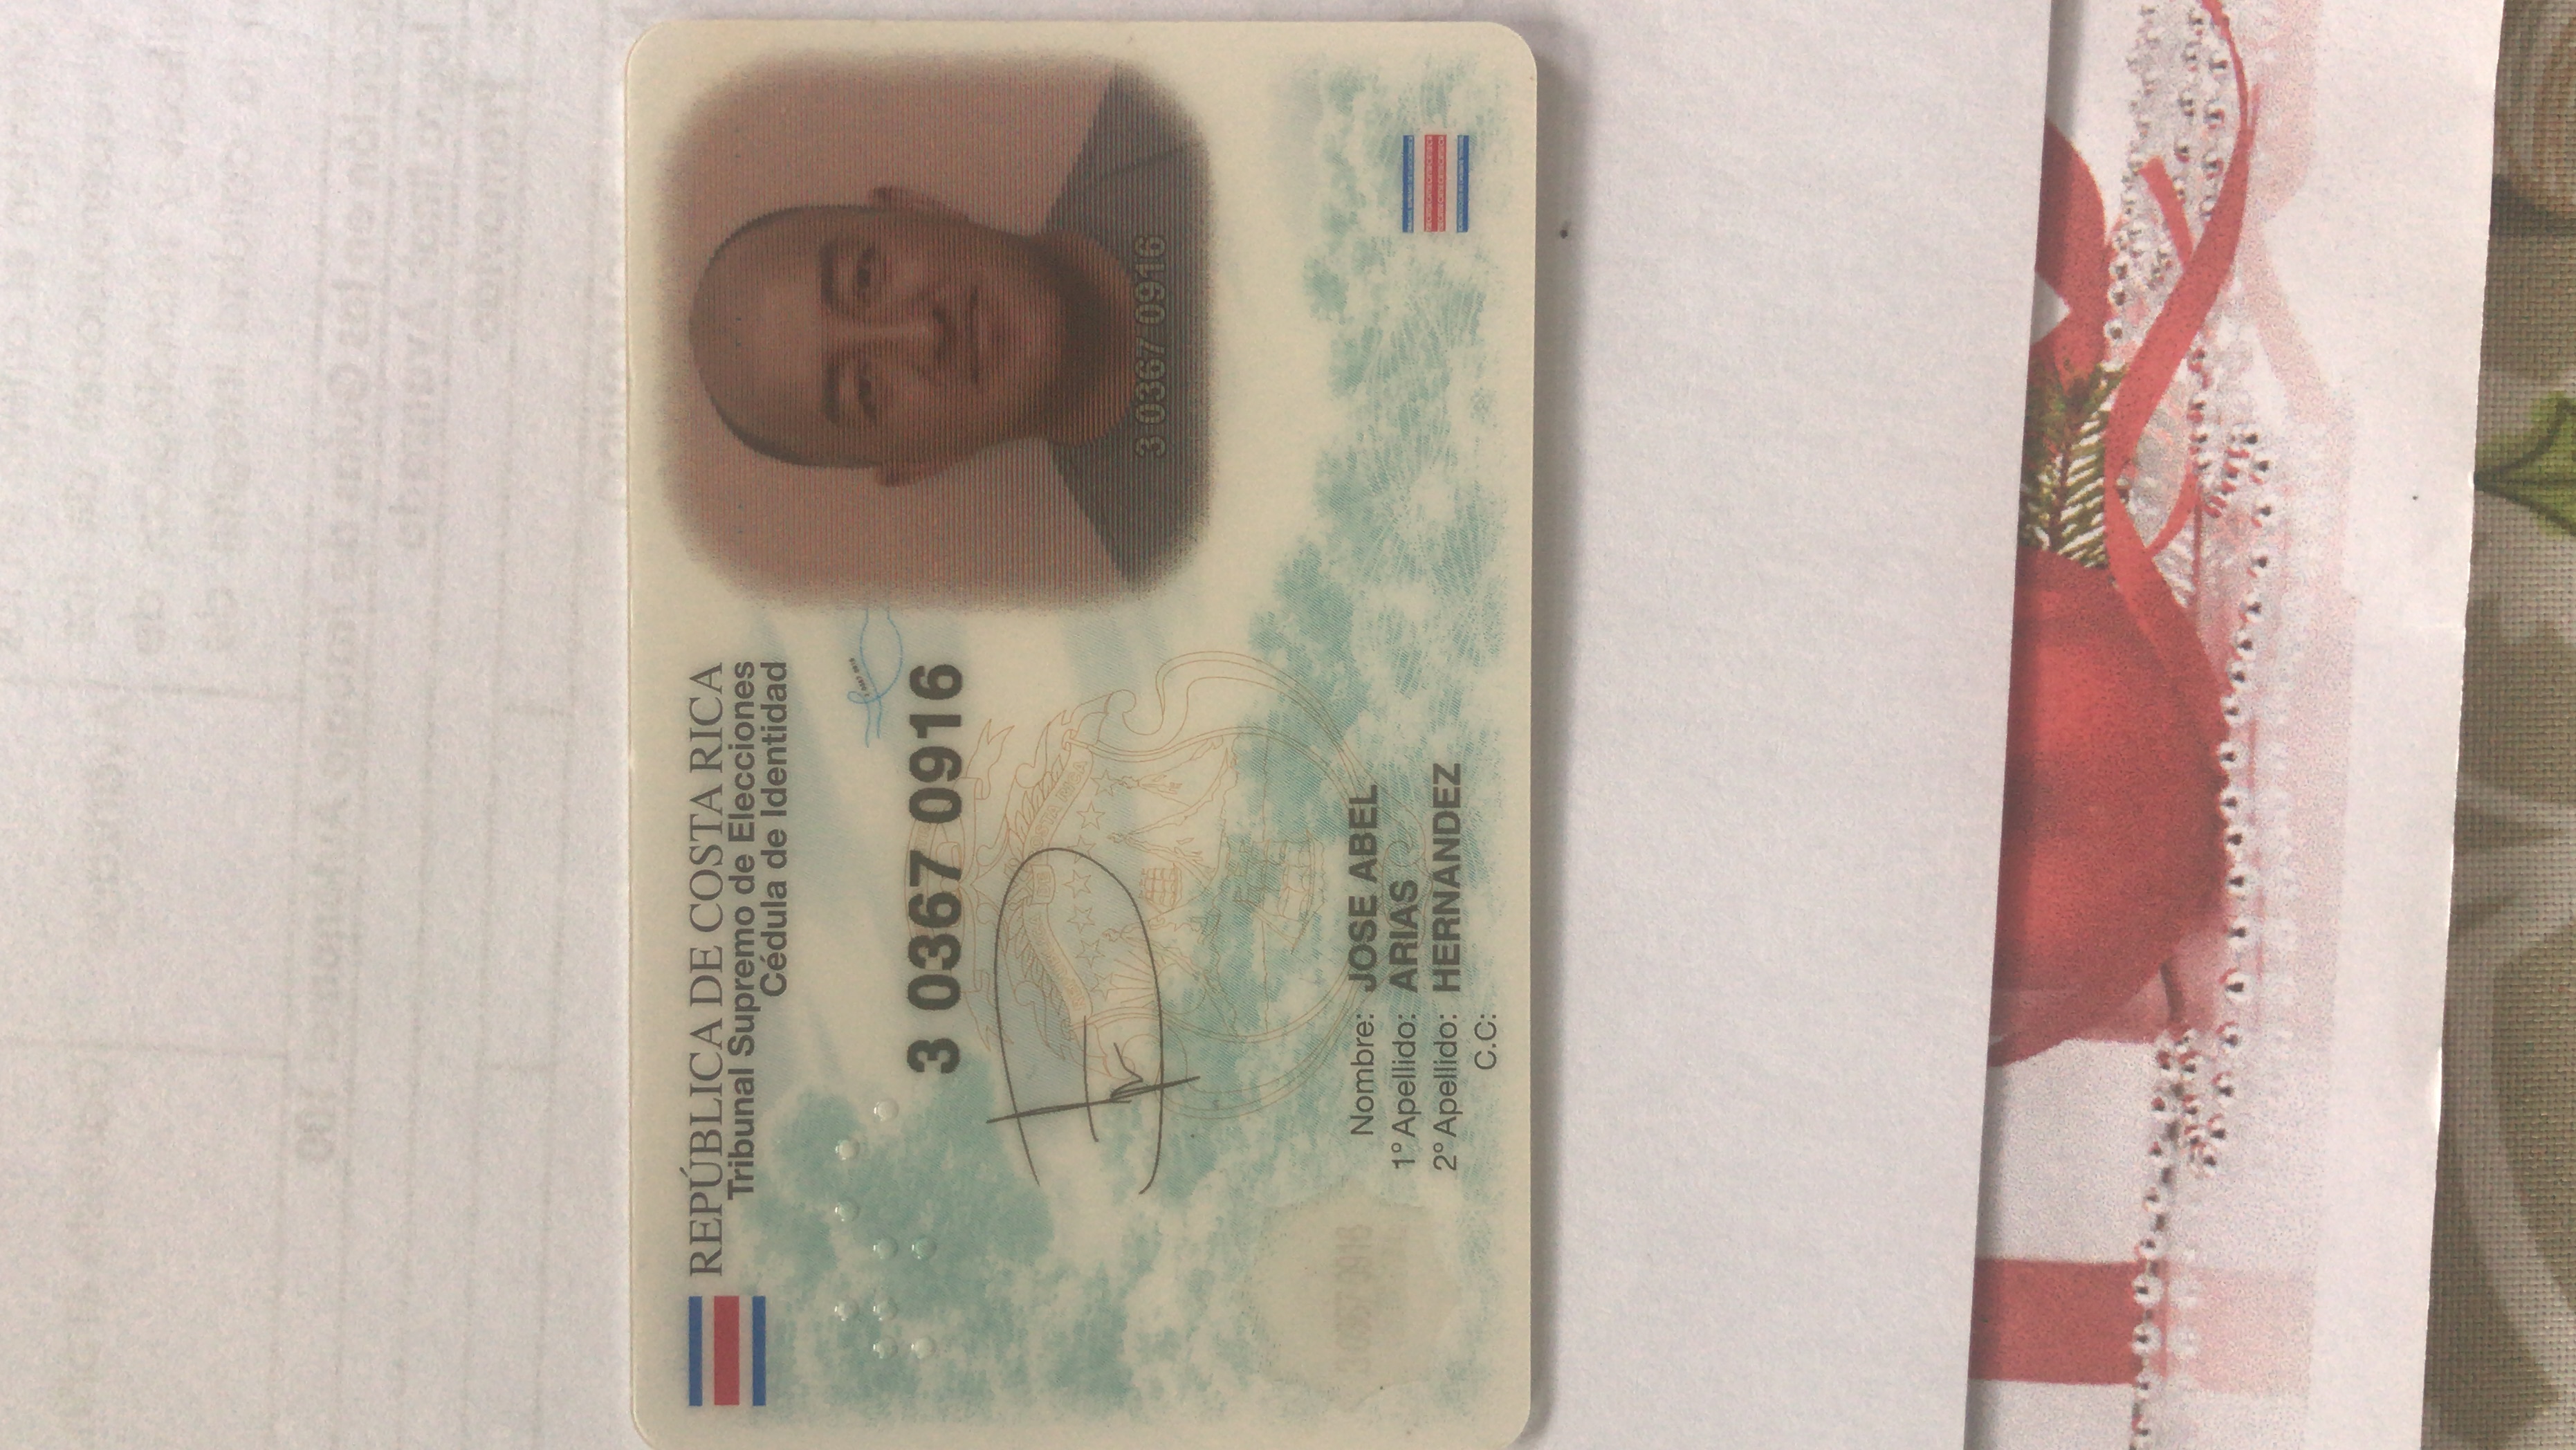 REPÚBLICA DE COSTA RICA
Tribunal Supremo de Elecciones
Cédula de Identidad
3 0367 0916
Nombre: JOSE ABEL
1° Apellido: ARIAS
2° Apellido: HERNANDEZ
C.C:
3 0367 0916